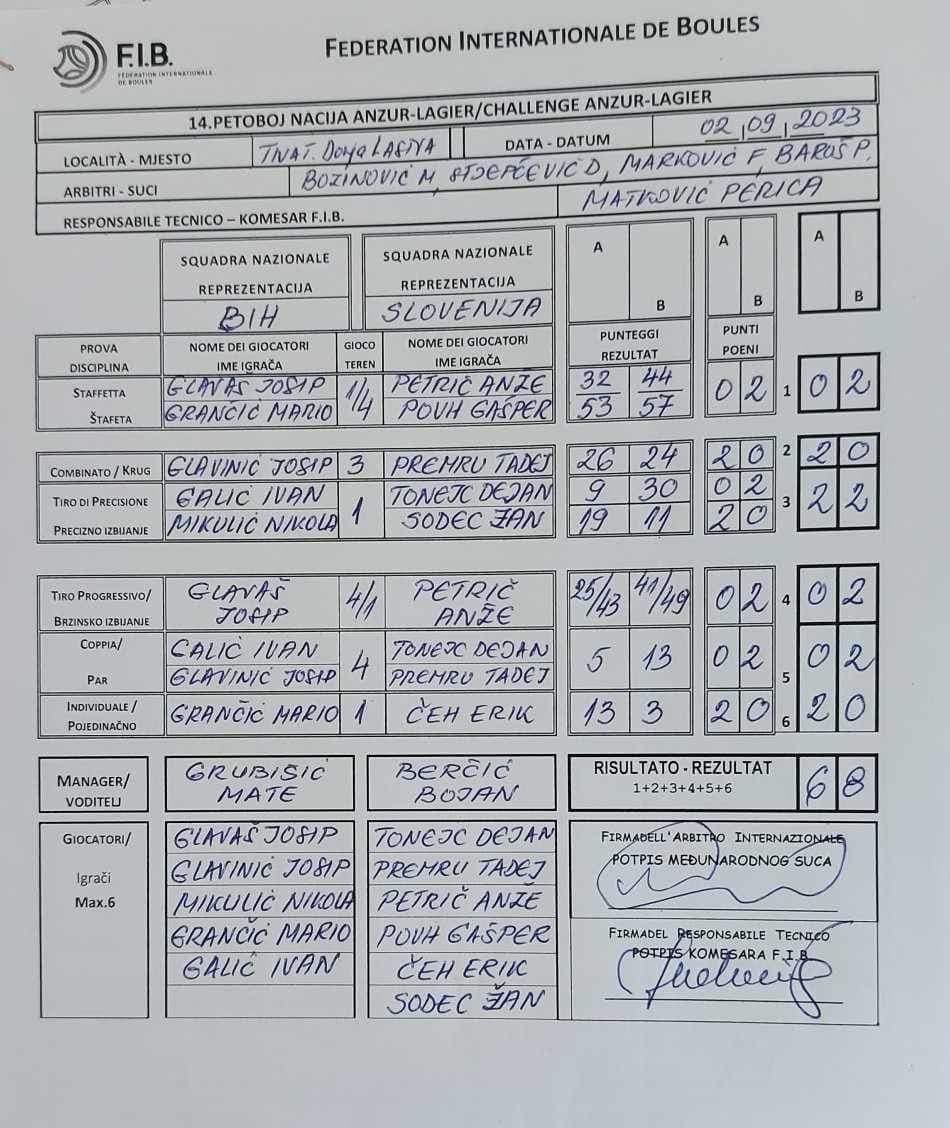 F.I.B.
FEDERATION INTERNATIONALE
DE BOULES
FEDERATION INTERNATIONALE DE BOULES
14.PETOBOJ NACIJA ANZUR-LAGIER/CHALLENGE ANZUR-LAGIER
LOCALITÀ - MJESTO TIVAT. Donja LASTVA DATA - DATUM 02,09,2023
ARBITRI - SUCI BOZINOVIĆ M, STJEPČEVIĆ D, MARKOVIĆ F, BAROŠ P.
RESPONSABILE TECNICO – KOMESAR F.I.B. MATKOVIĆ PERICA
SQUADRA NAZIONALE SQUADRA NAZIONALE A A A
REPREZENTACIJA REPREZENTACIJA B B B
BIH SLOVENIJA
PROVA NOME DEI GIOCATORI GIOCO NOME DEI GIOCATORI PUNTEGGI PUNTI
DISCIPLINA IME IGRAČA TEREN IME IGRAČA REZULTAT POENI
STAFFETTA GLAVAŠ JOSIP 1/4 PETRIČ ANŽE 32 44 0 2 1 0 2
ŠTAFETA GRANČIĆ MARIO POVH GAŠPER 53 57
COMBINATO / KRUG GLAVINIĆ JOSIP 3 PREMRU TADEJ 26 24 2 0 2 2 0
TIRO DI PRECISIONE GALIĆ IVAN 1 TONEJC DEJAN 9 30 0 2 3 2 2
PRECIZNO IZBIJANJE MIKULIĆ NIKOLA SODEC ŽAN 19 11 2 0
TIRO PROGRESSIVO/ GLAVAŠ 4/1 PETRIČ 25/43 41/49 0 2 4 0 2
BRZINSKO IZBIJANJE JOSIP ANŽE
COPPIA/ GALIĆ IVAN 4 TONEJC DEJAN 5 13 0 2 5 0 2
PAR GLAVINIĆ JOSIP PREMRU TADEJ
INDIVIDUALE / GRANČIĆ MARIO 1 ČEH ERIK 13 3 2 0 6 2 0
POJEDINAČNO
MANAGER/ GRUBIŠIĆ BERČIČ RISULTATO - REZULTAT 6 8
VODITELJ MATE BOJAN 1+2+3+4+5+6
GIOCATORI/ GLAVAŠ JOSIP TONEJC DEJAN FIRMADELL'ARBITRO INTERNAZIONALE
Igrači GLAVINIĆ JOSIP PREMRU TADEJ POTPIS MEĐUNARODNOG SUCA
Max.6 MIKULIĆ NIKOLA PETRIČ ANŽE
GRANČIĆ MARIO POVH GAŠPER FIRMADEL RESPONSABILE TECNICO
GALIĆ IVAN ČEH ERIK POTPIS KOMESARA F.I.B.
SODEC ŽAN